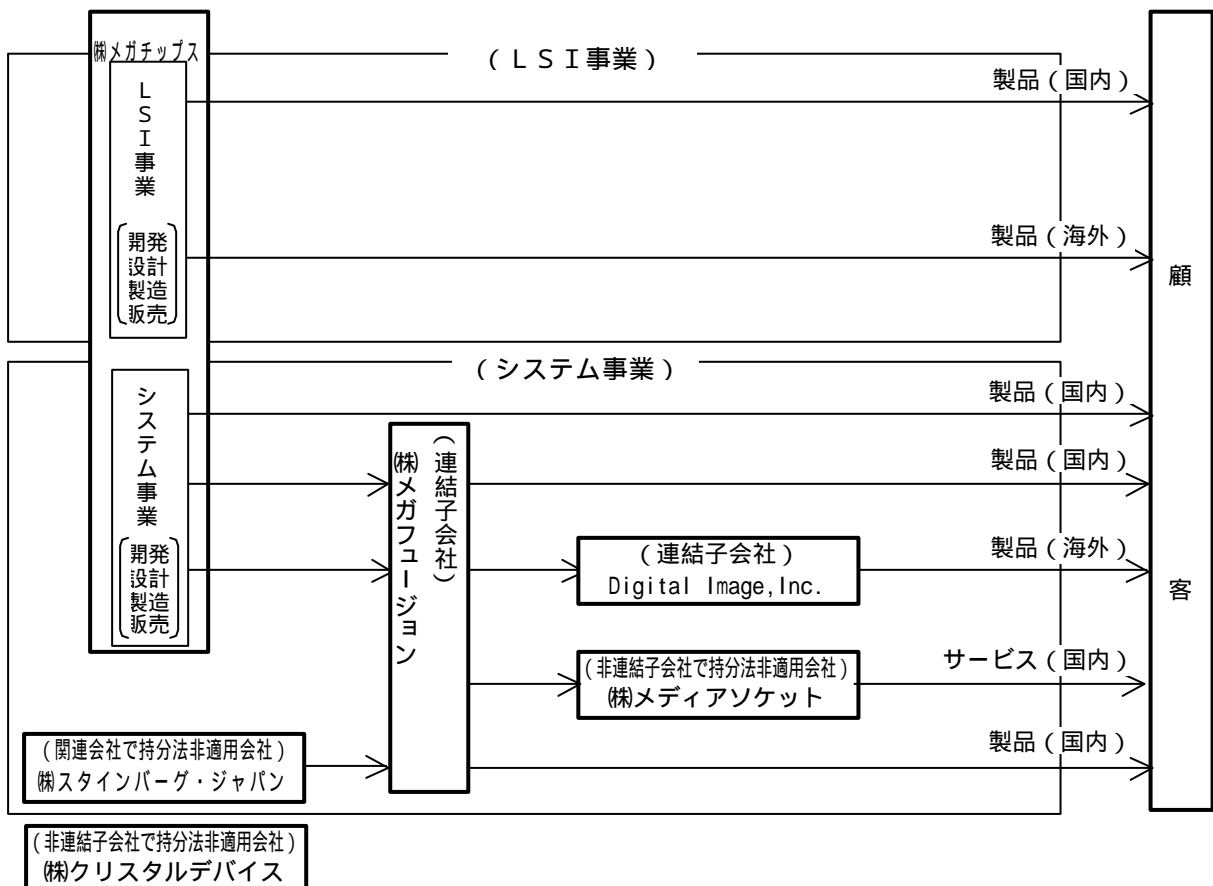 ㈱メガチップス
(LSI事業)
LSI事業
開発
設計
製造
販売
製品(国内)
製品(海外)
顧客
(システム事業)
システム事業
開発
設計
製造
販売
製品(国内)
(連結子会社)
㈱メガフュージョン
製品(国内)
(連結子会社)
Digital Image,Inc.
製品(海外)
(非連結子会社で持分法非適用会社)
㈱メディアソケット
サービス(国内)
(関連会社で持分法非適用会社)
㈱スタインバーグ・ジャパン
製品(国内)
(非連結子会社で持分法非適用会社)
㈱クリスタルデバイス